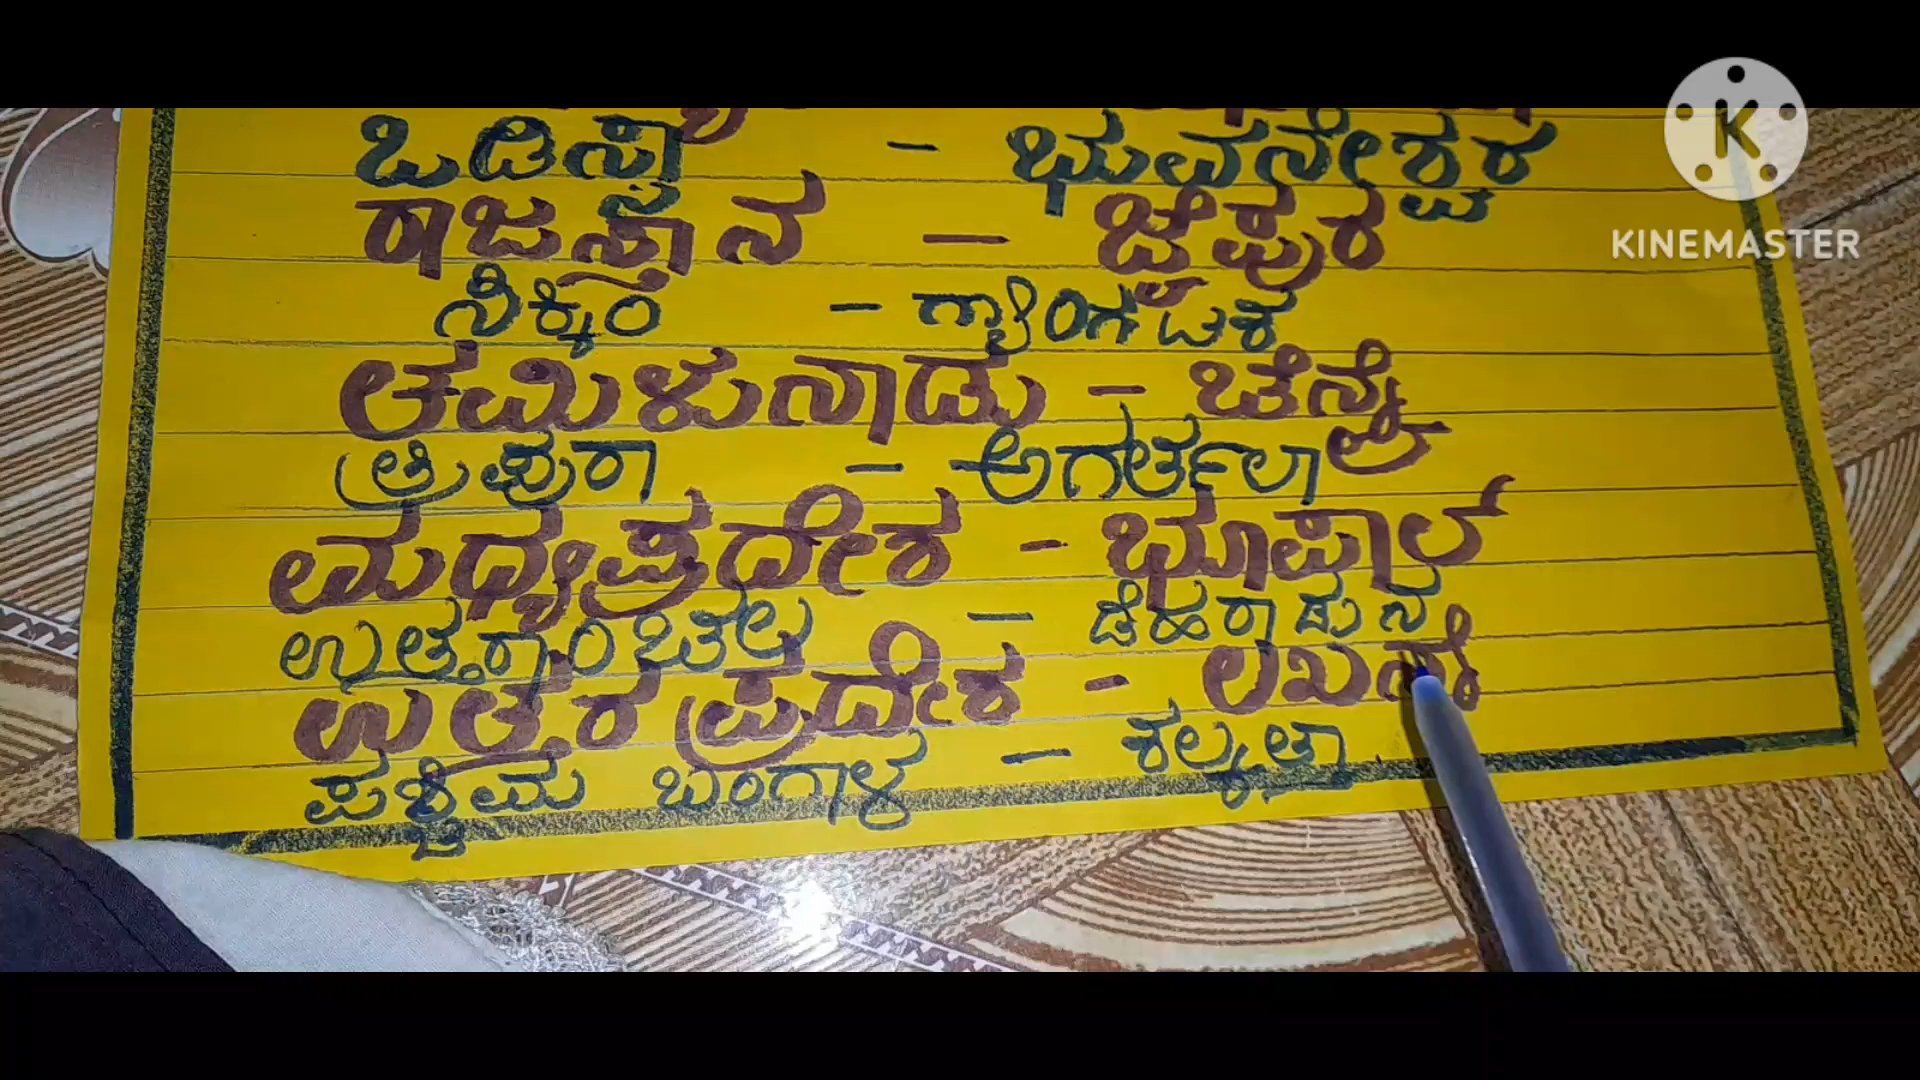 ಒಡಿಸ್ಸಾ - ಭುವನೇಶ್ವರ
ರಾಜಸ್ತಾನ - ಜೈಪುರ
ಸಿಕ್ಕಿಂ - ಗ್ಯಾಂಗಟಕ
ತಮಿಳುನಾಡು - ಚೆನ್ನೈ
ತ್ರಿಪುರಾ - ಅಗರ್ತಲಾ
ಮಧ್ಯಪ್ರದೇಶ - ಭೂಪಾಲ್
ಉತ್ತರಾಂಚಲ - ಡೆಹರಾಡುನ
ಉತ್ತರ ಪ್ರದೇಶ - ಲಖನೌ
ಪಶ್ಚಿಮ ಬಂಗಾಳ - ಕಲ್ಕತ್ತಾ
K
KINEMASTER